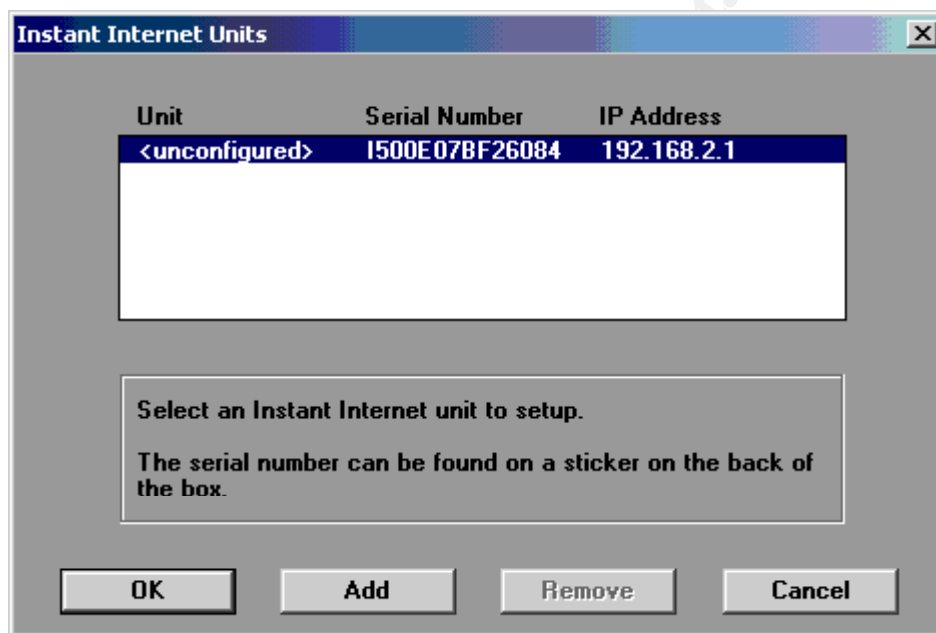 Instant Internet Units
Unit Serial Number IP Address
<unconfigured> I500E07BF26084 192.168.2.1
Select an Instant Internet unit to setup.
The serial number can be found on a sticker on the back of
the box.
OK Add Remove Cancel